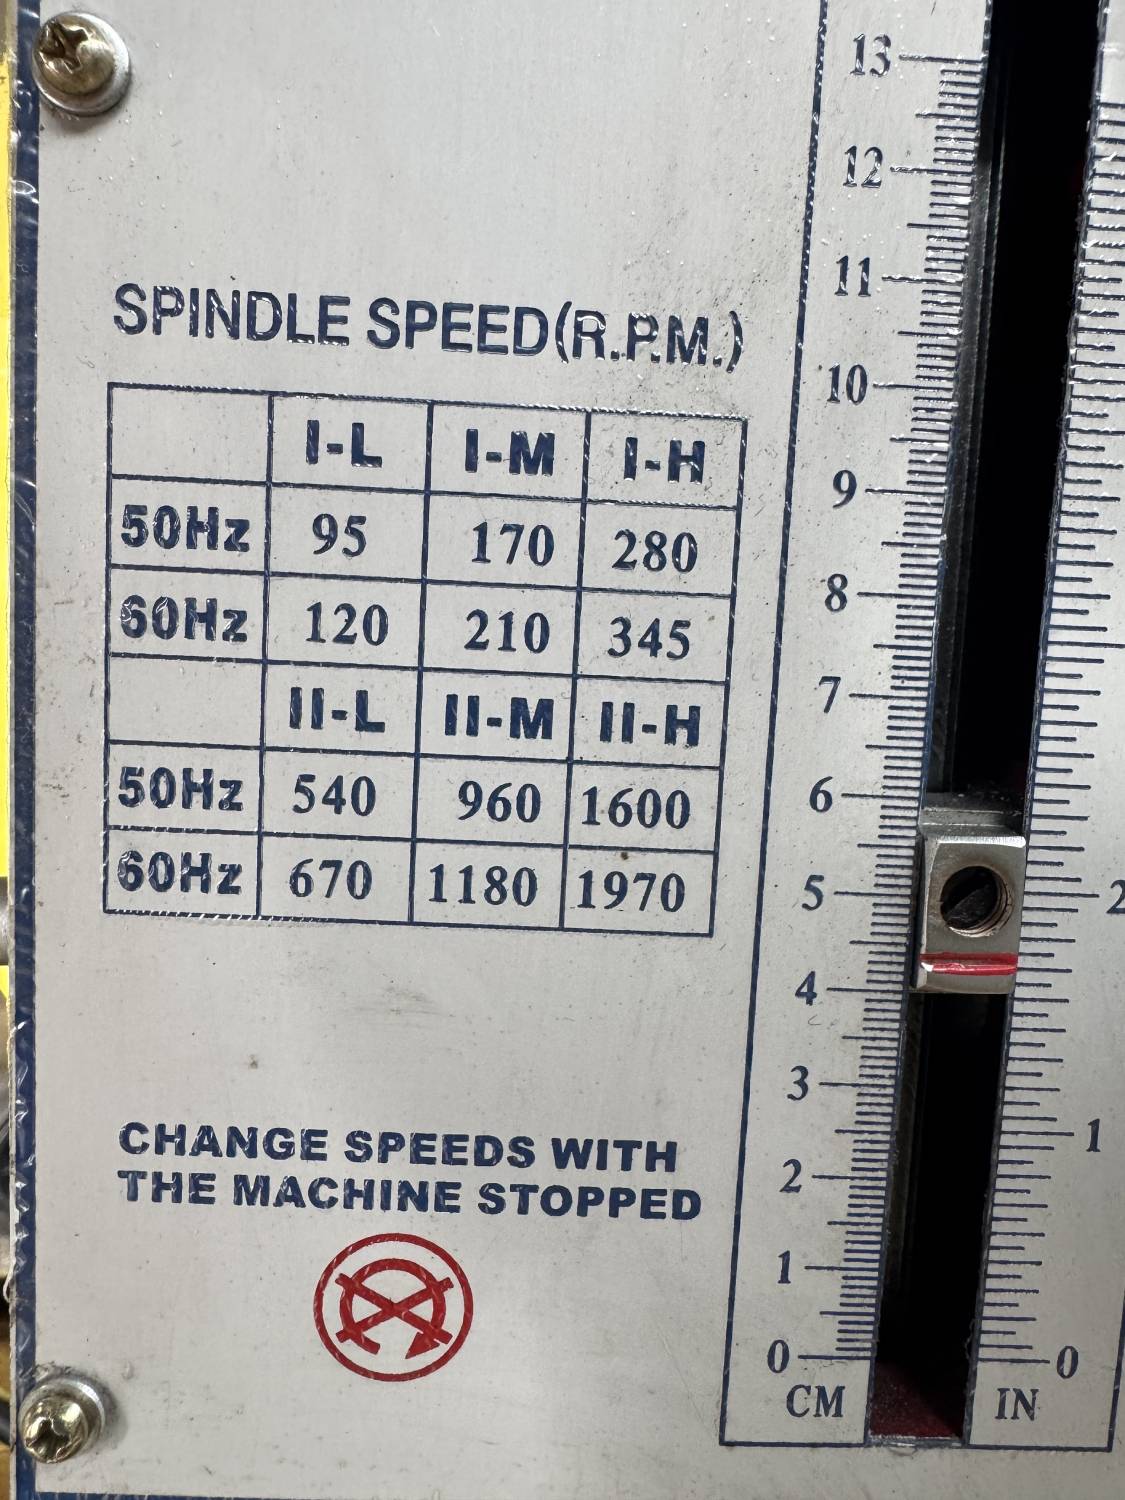 SPINDLE SPEED(R.P.M.)
I-L I-M I-H
50Hz 95 170 280
60Hz 120 210 345
II-L II-M II-H
50Hz 540 960 1600
60Hz 670 1180 1970
CHANGE SPEEDS WITH
THE MACHINE STOPPED
13
12
11
10
9
8
7
6
5
4
3
2
1
0
CM
2
1
0
IN